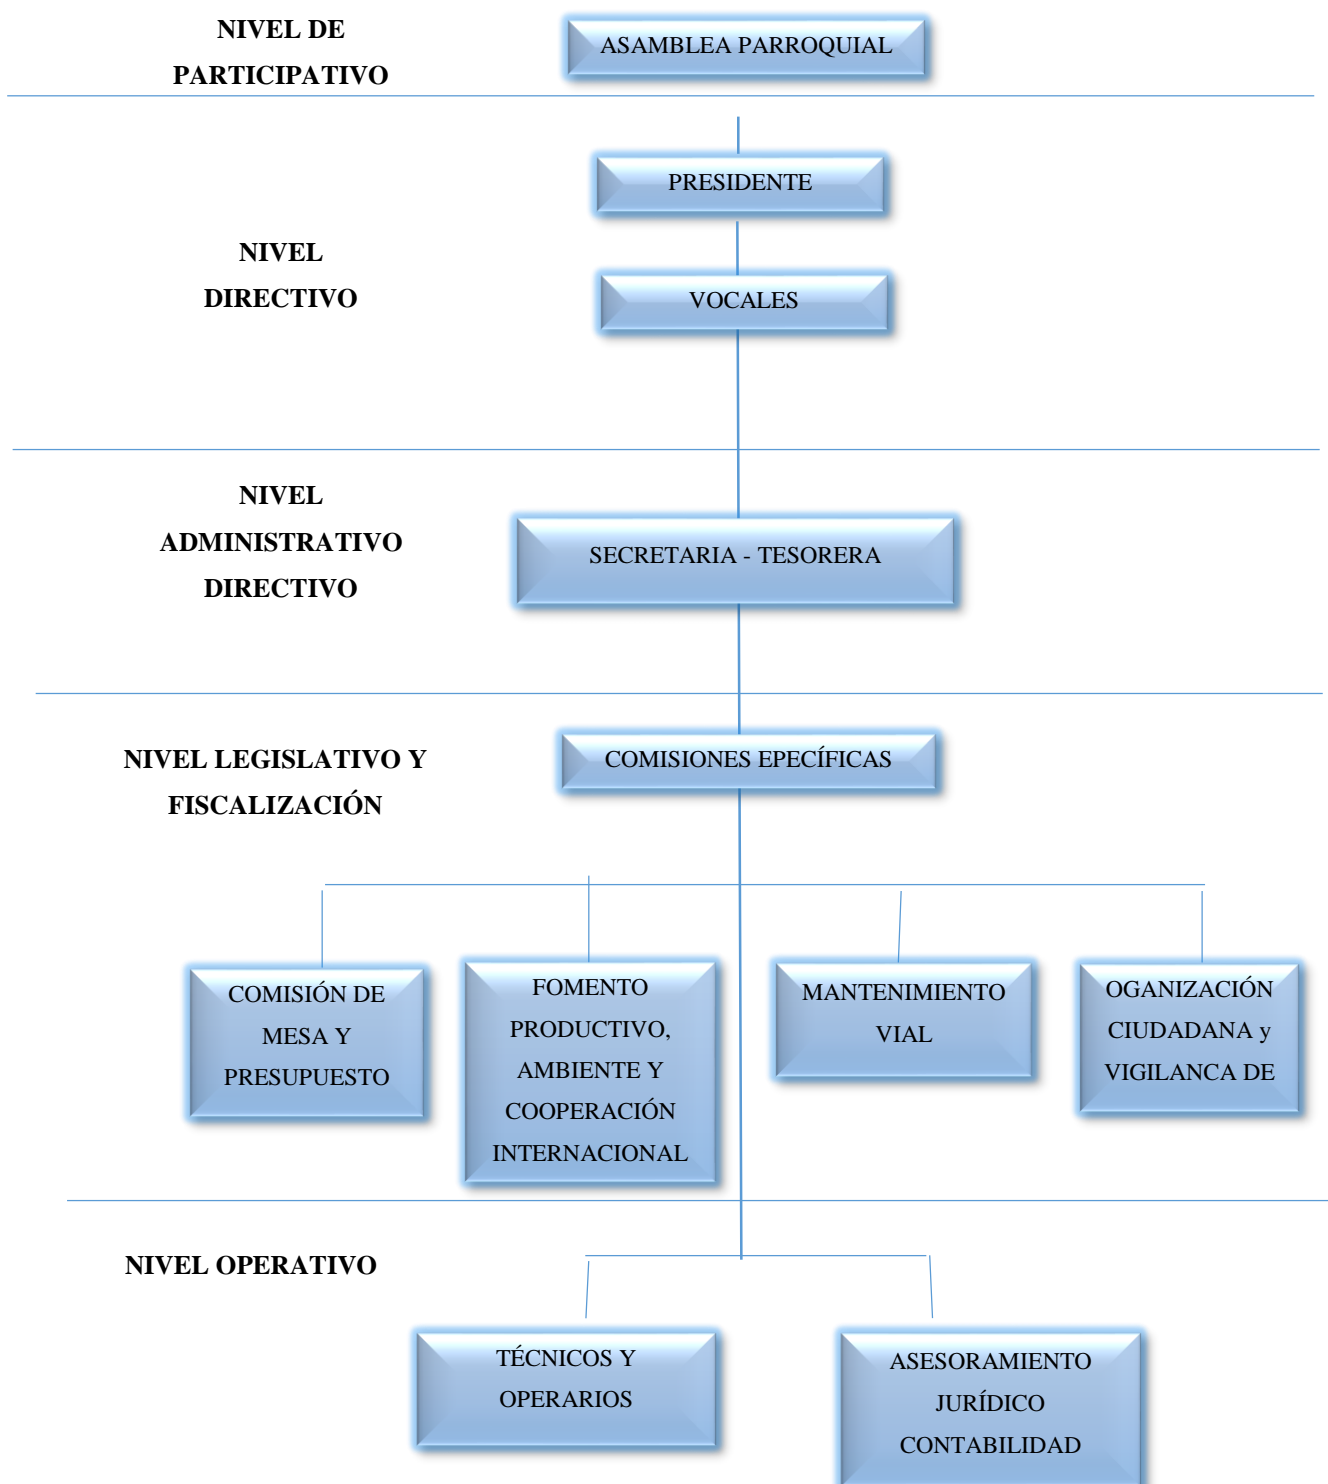 NIVEL DE
PARTICIPATIVO
ASAMBLEA PARROQUIAL
PRESIDENTE
NIVEL
DIRECTIVO
VOCALES
NIVEL
ADMINISTRATIVO
DIRECTIVO
SECRETARIA - TESORERA
NIVEL LEGISLATIVO Y
FISCALIZACIÓN
COMISIONES EPECÍFICAS
COMISIÓN DE
MESA Y
PRESUPUESTO
FOMENTO
PRODUCTIVO,
AMBIENTE Y
COOPERACIÓN
INTERNACIONAL
MANTENIMIENTO
VIAL
OGANIZACIÓN
CIUDADANA y
VIGILANCA DE
NIVEL OPERATIVO
TÉCNICOS Y
OPERARIOS
ASESORAMIENTO
JURÍDICO
CONTABILIDAD